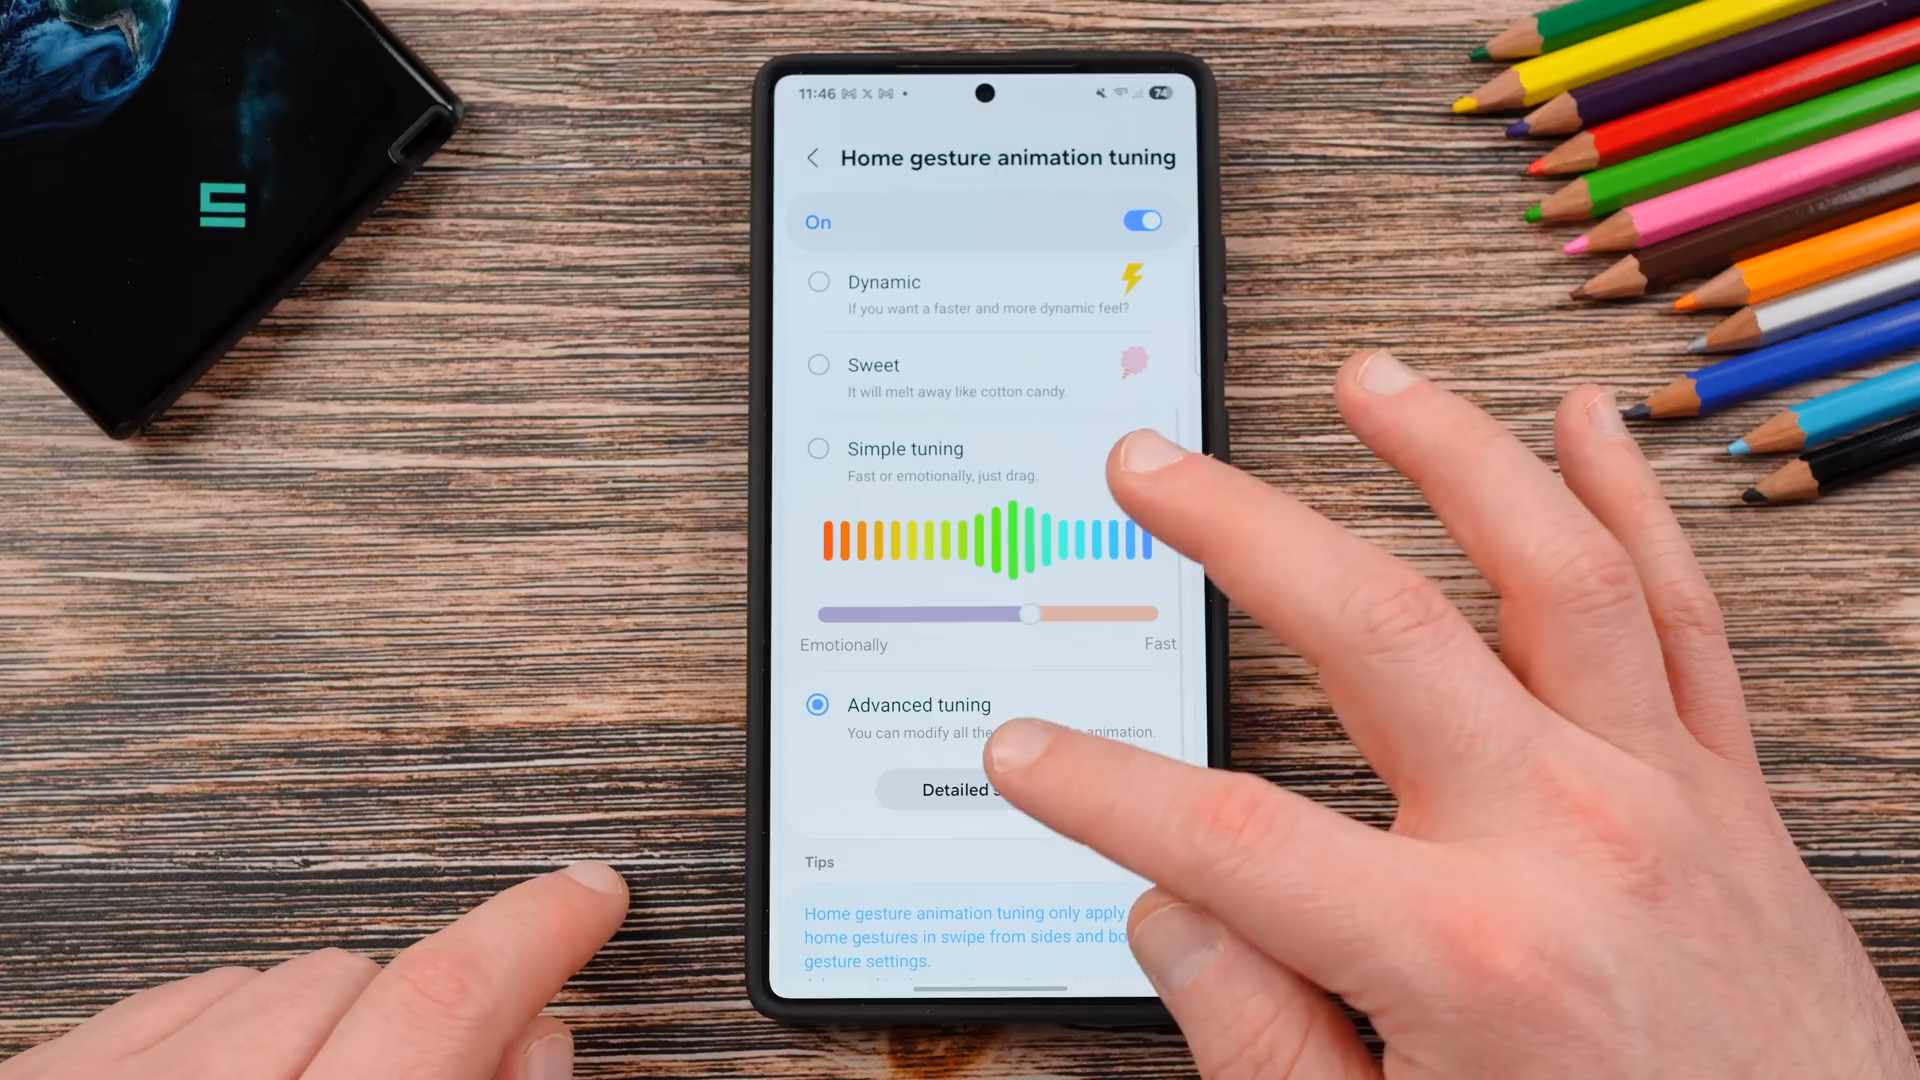 11:46
74
Home gesture animation tuning
On
Dynamic
If you want a faster and more dynamic feel?
Sweet
It will melt away like cotton candy.
Simple tuning
Fast or emotionally, just drag.
Emotionally Fast
Advanced tuning
You can modify all the animation.
Detailed
Tips
Home gesture animation tuning only apply
home gestures in swipe from sides and
gesture settings.